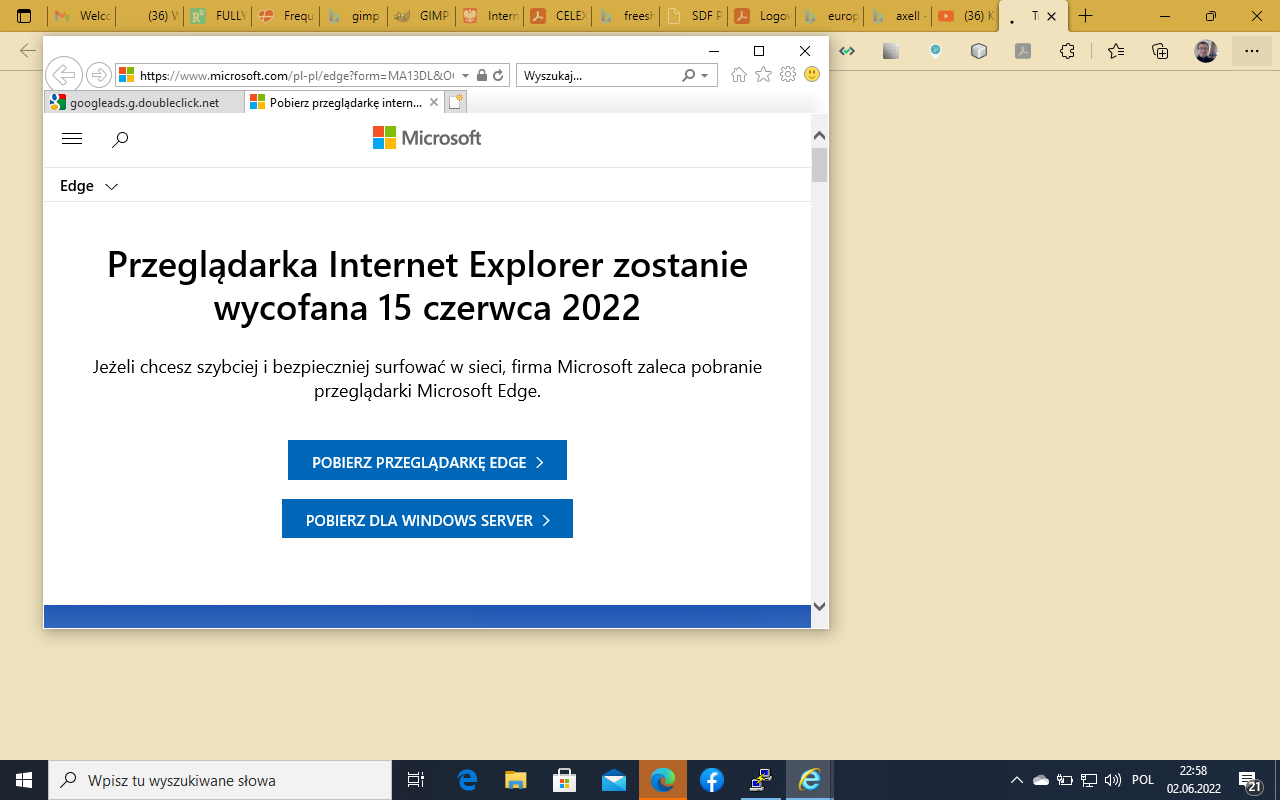 Welcc
(36) W
FULLY
Frequ
gimp
GIMP
Intern
CELEX
freesh
SDF P
Logov
europ
axell -
(36) K
https://www.microsoft.com/pl-pl/edge?form=MA13DL&O
Wyszukaj...
googleads.g.doubleclick.net
Pobierz przeglądarkę intern...
Microsoft
Edge
Przeglądarka Internet Explorer zostanie
wycofana 15 czerwca 2022
Jeżeli chcesz szybciej i bezpieczniej surfować w sieci, firma Microsoft zaleca pobranie
przeglądarki Microsoft Edge.
POBIERZ PRZEGLĄDARKĘ EDGE
POBIERZ DLA WINDOWS SERVER
Wpisz tu wyszukiwane słowa
POL
22:58
02.06.2022
21